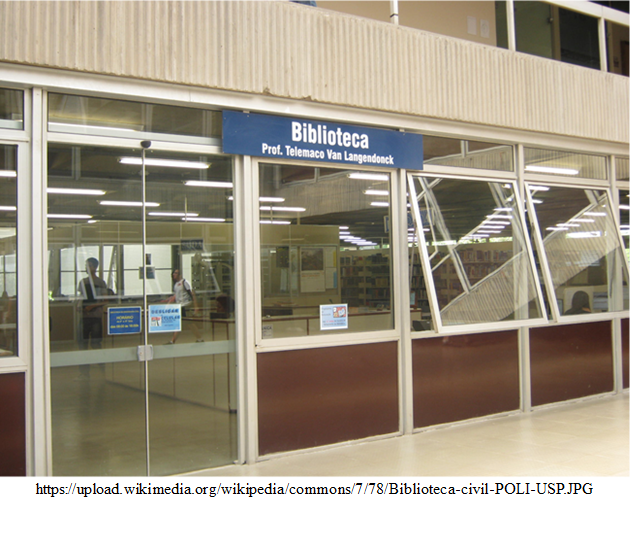 Biblioteca
Prof. Telemaco Van Langendonck
https://upload.wikimedia.org/wikipedia/commons/7/78/Biblioteca-civil-POLI-USP.JPG